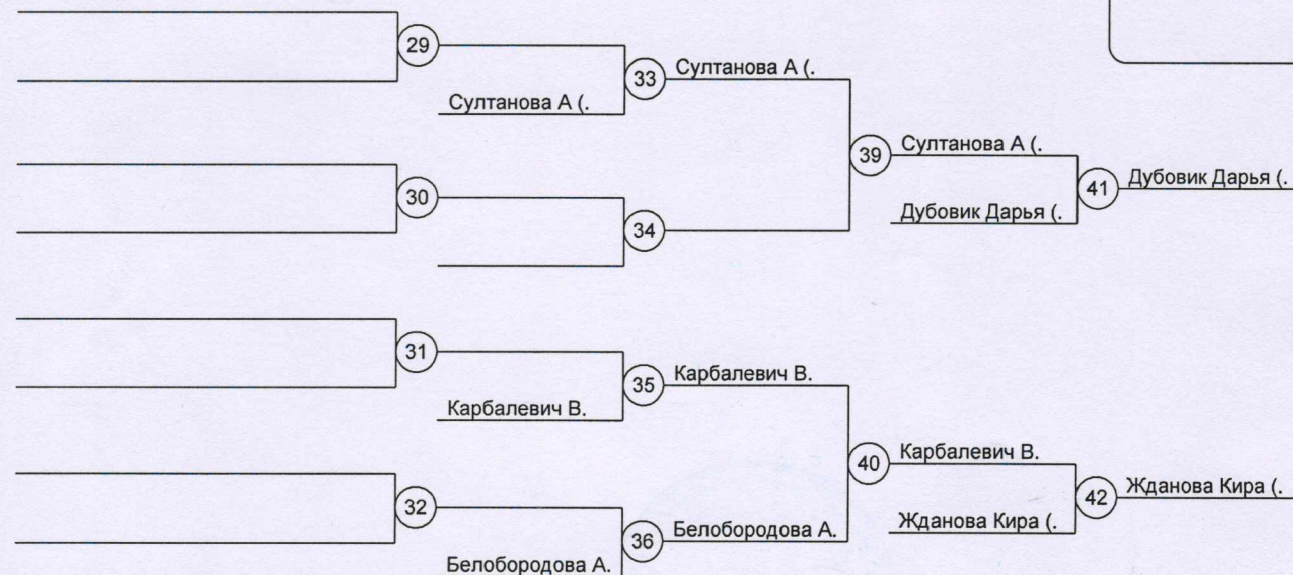 29
33 Султанова А (.
Султанова А (.
39 Султанова А (.
41 Дубовик Дарья (.
30
Дубовик Дарья (.
34
31
35 Карбалевич В.
Карбалевич В.
40 Карбалевич В.
42 Жданова Кира (.
32
Жданова Кира (.
36 Белобородова А.
Белобородова А.